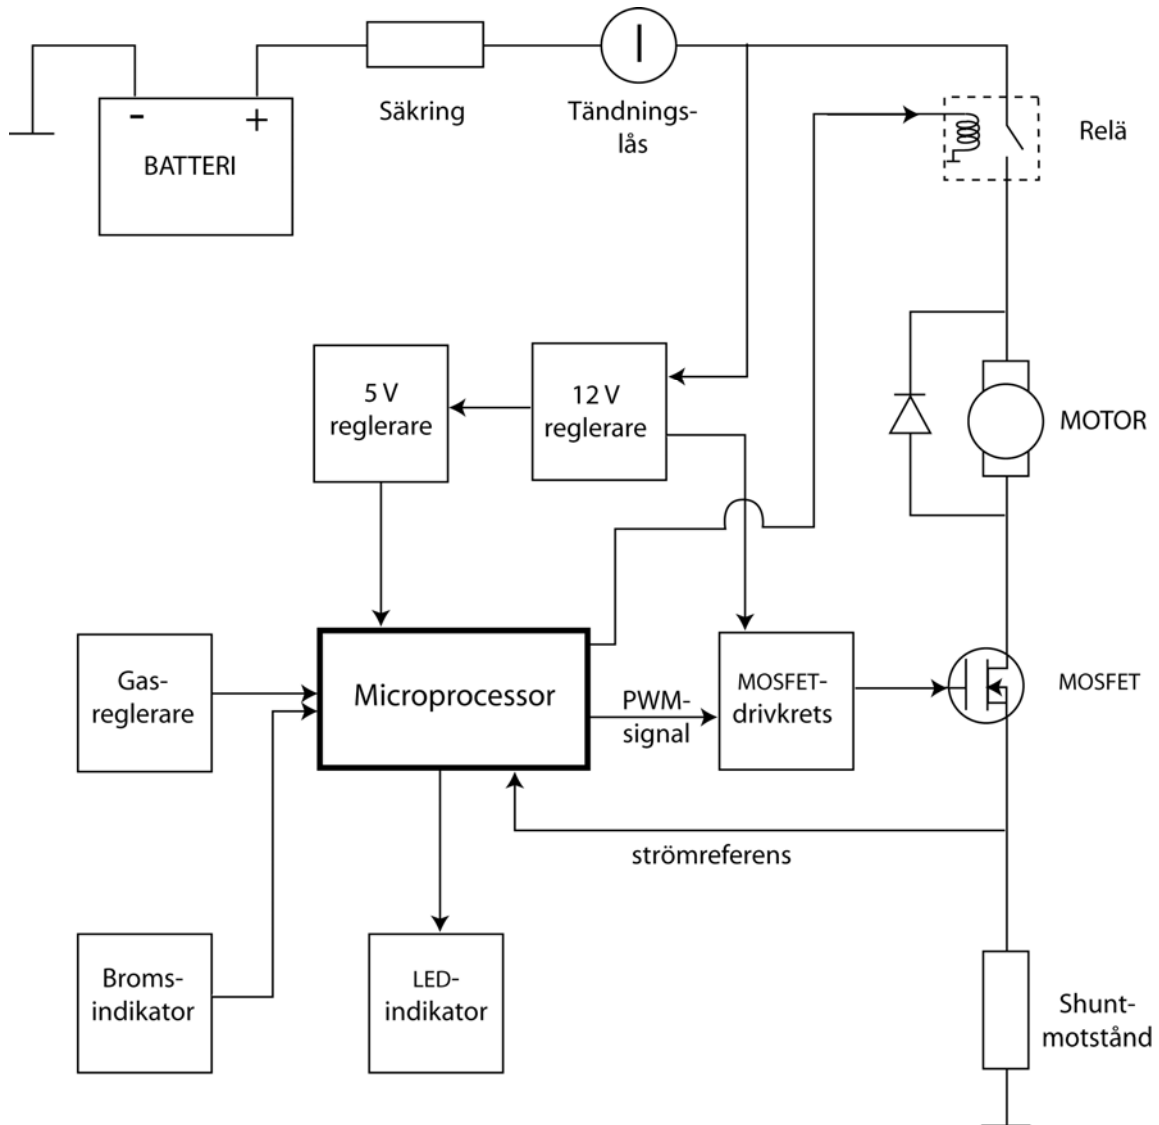 - +
BATTERI
Säkring
Tändnings-
lås
Relä
5 V
reglerare
12 V
reglerare
MOTOR
Gas-
reglerare
Microprocessor
PWM-
signal
MOSFET-
drivkrets
MOSFET
strömreferens
Broms-
indikator
LED-
indikator
Shunt-
motstånd